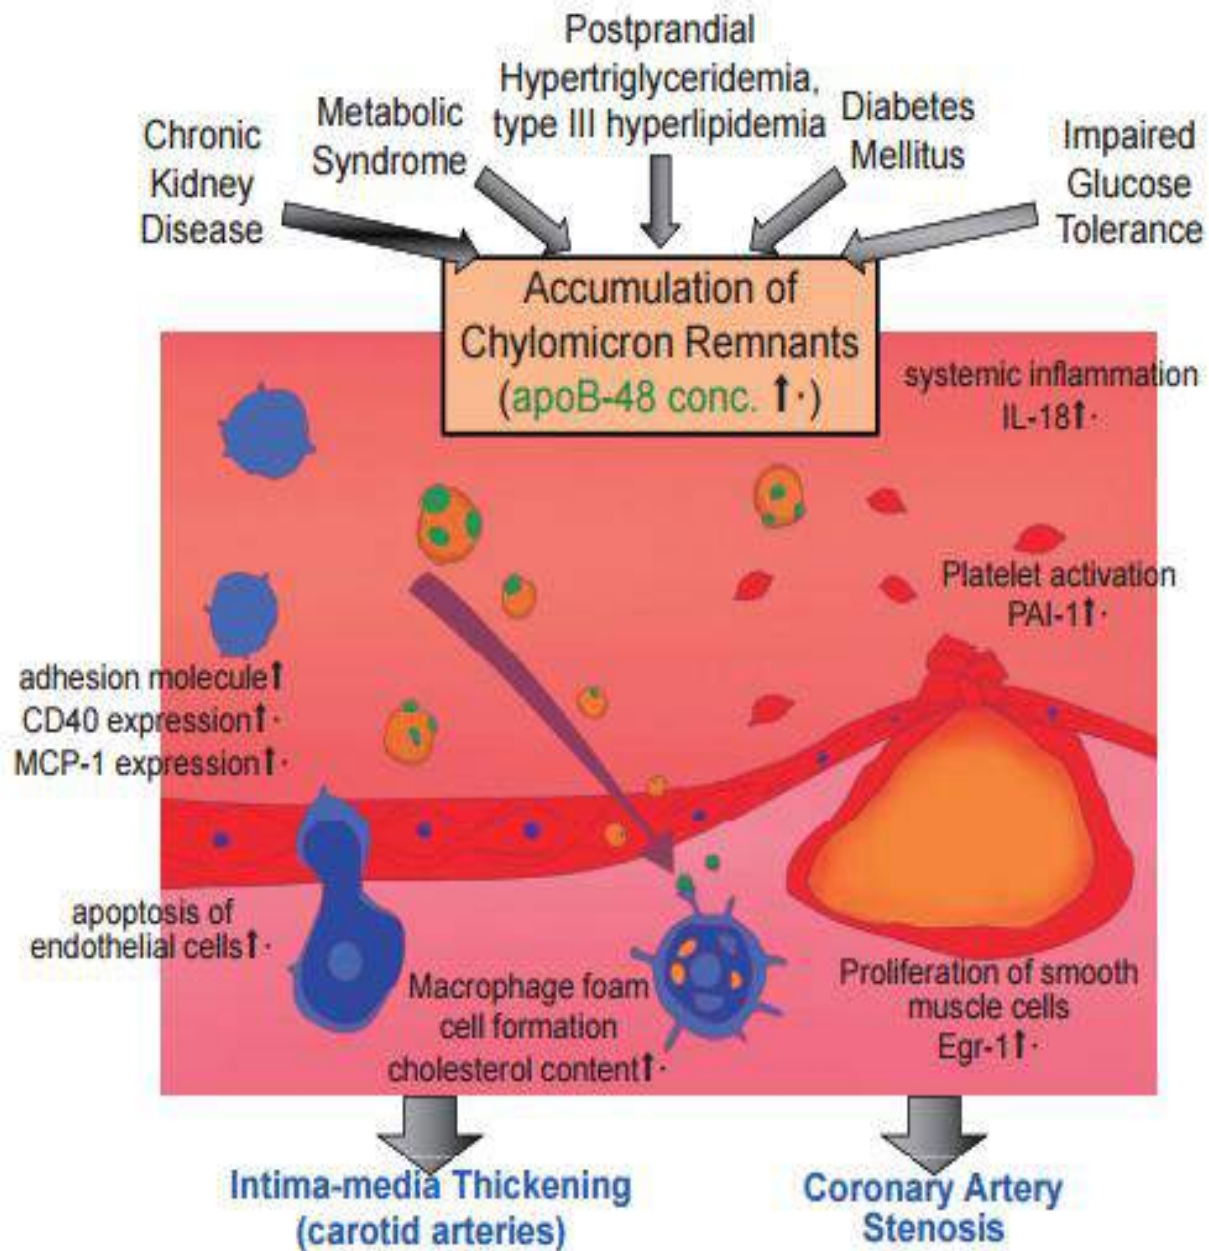 Postprandial
Hypertriglyceridemia,
type III hyperlipidemia
Metabolic
Syndrome
Diabetes
Mellitus
Chronic
Kidney
Disease
Impaired
Glucose
Tolerance
Accumulation of
Chylomicron Remnants
(apoB-48 conc. ⬆·)
systemic inflammation
IL-18⬆·
Platelet activation
PAI-1⬆·
adhesion molecule⬆
CD40 expression⬆·
MCP-1 expression⬆·
apoptosis of
endothelial cells⬆·
Macrophage foam
cell formation
cholesterol content⬆·
Proliferation of smooth
muscle cells
Egr-1⬆·
Intima-media Thickening
(carotid arteries)
Coronary Artery
Stenosis